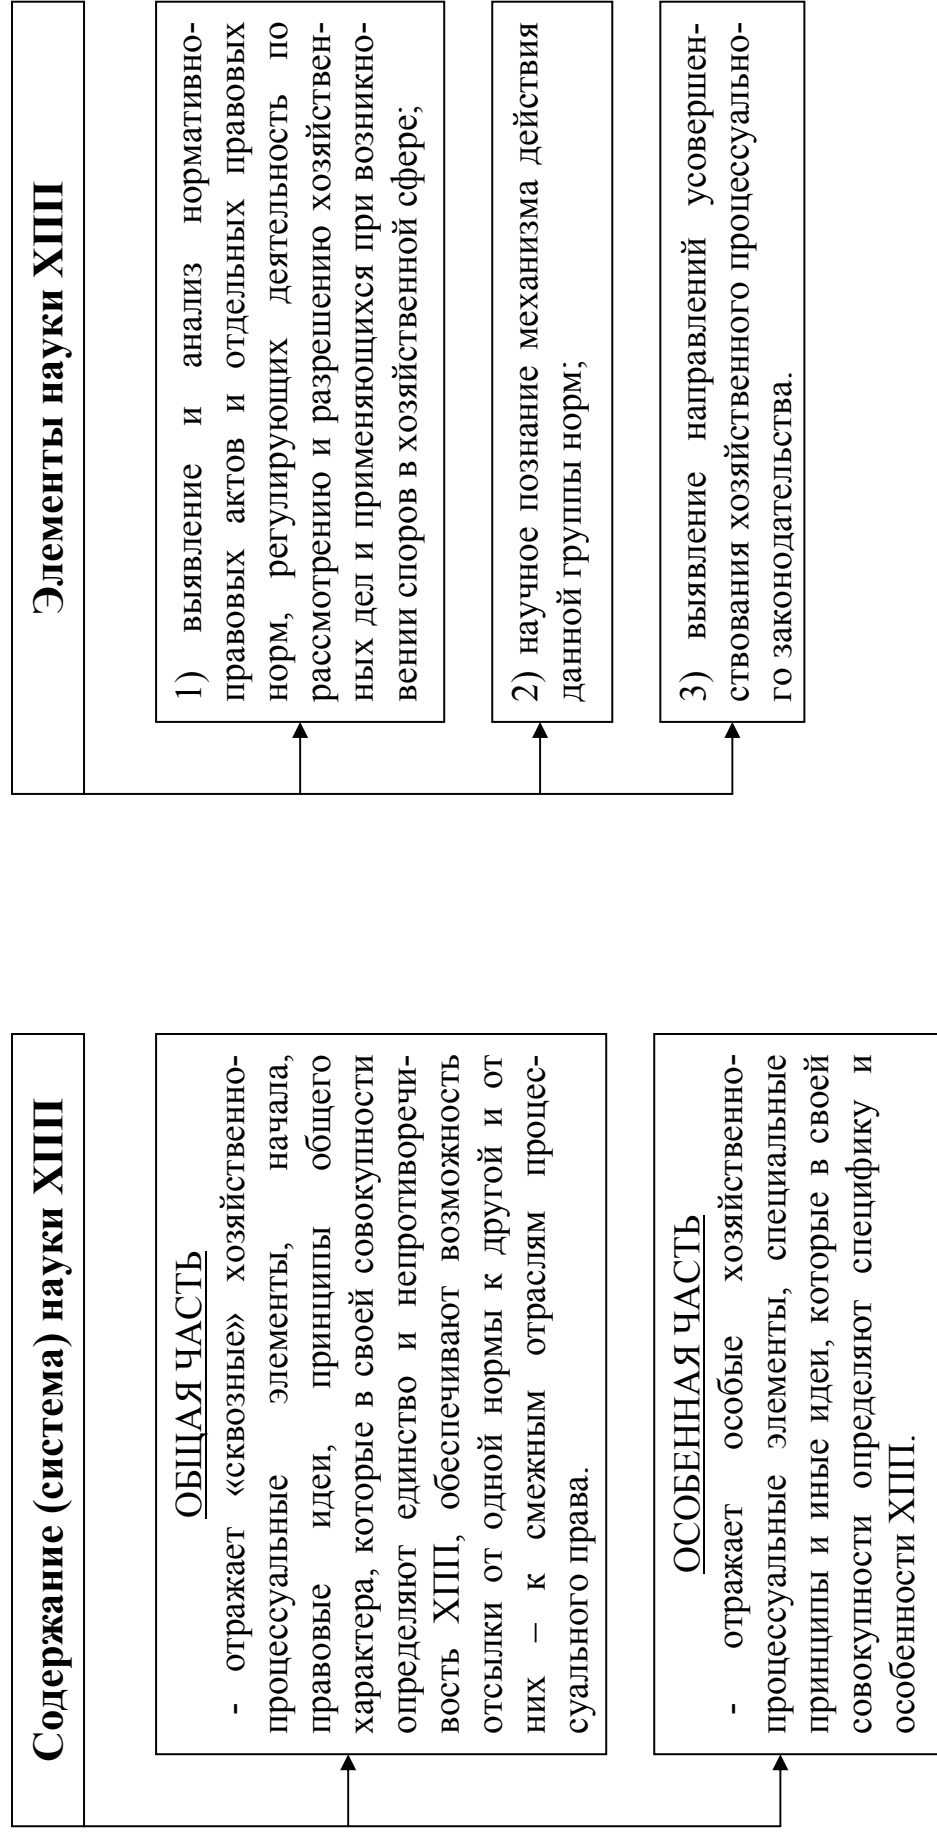 Содержание (система) науки ХПП
ОБЩАЯ ЧАСТЬ
- отражает «сквозные» хозяйственно-
процессуальные элементы, начала,
правовые идеи, принципы общего
характера, которые в своей совокупности
определяют единство и непротиворечи-
вость ХПП, обеспечивают возможность
отсылки от одной нормы к другой и от
них – к смежным отраслям процес-
суального права.
ОСОБЕННАЯ ЧАСТЬ
- отражает особые хозяйственно-
процессуальные элементы, специальные
принципы и иные идеи, которые в своей
совокупности определяют специфику и
особенности ХПП.
Элементы науки ХПП
1) выявление и анализ нормативно-
правовых актов и отдельных правовых
норм, регулирующих деятельность по
рассмотрению и разрешению хозяйствен-
ных дел и применяющихся при возникно-
вении споров в хозяйственной сфере;
2) научное познание механизма действия
данной группы норм;
3) выявление направлений усовершен-
ствования хозяйственного процессуально-
го законодательства.